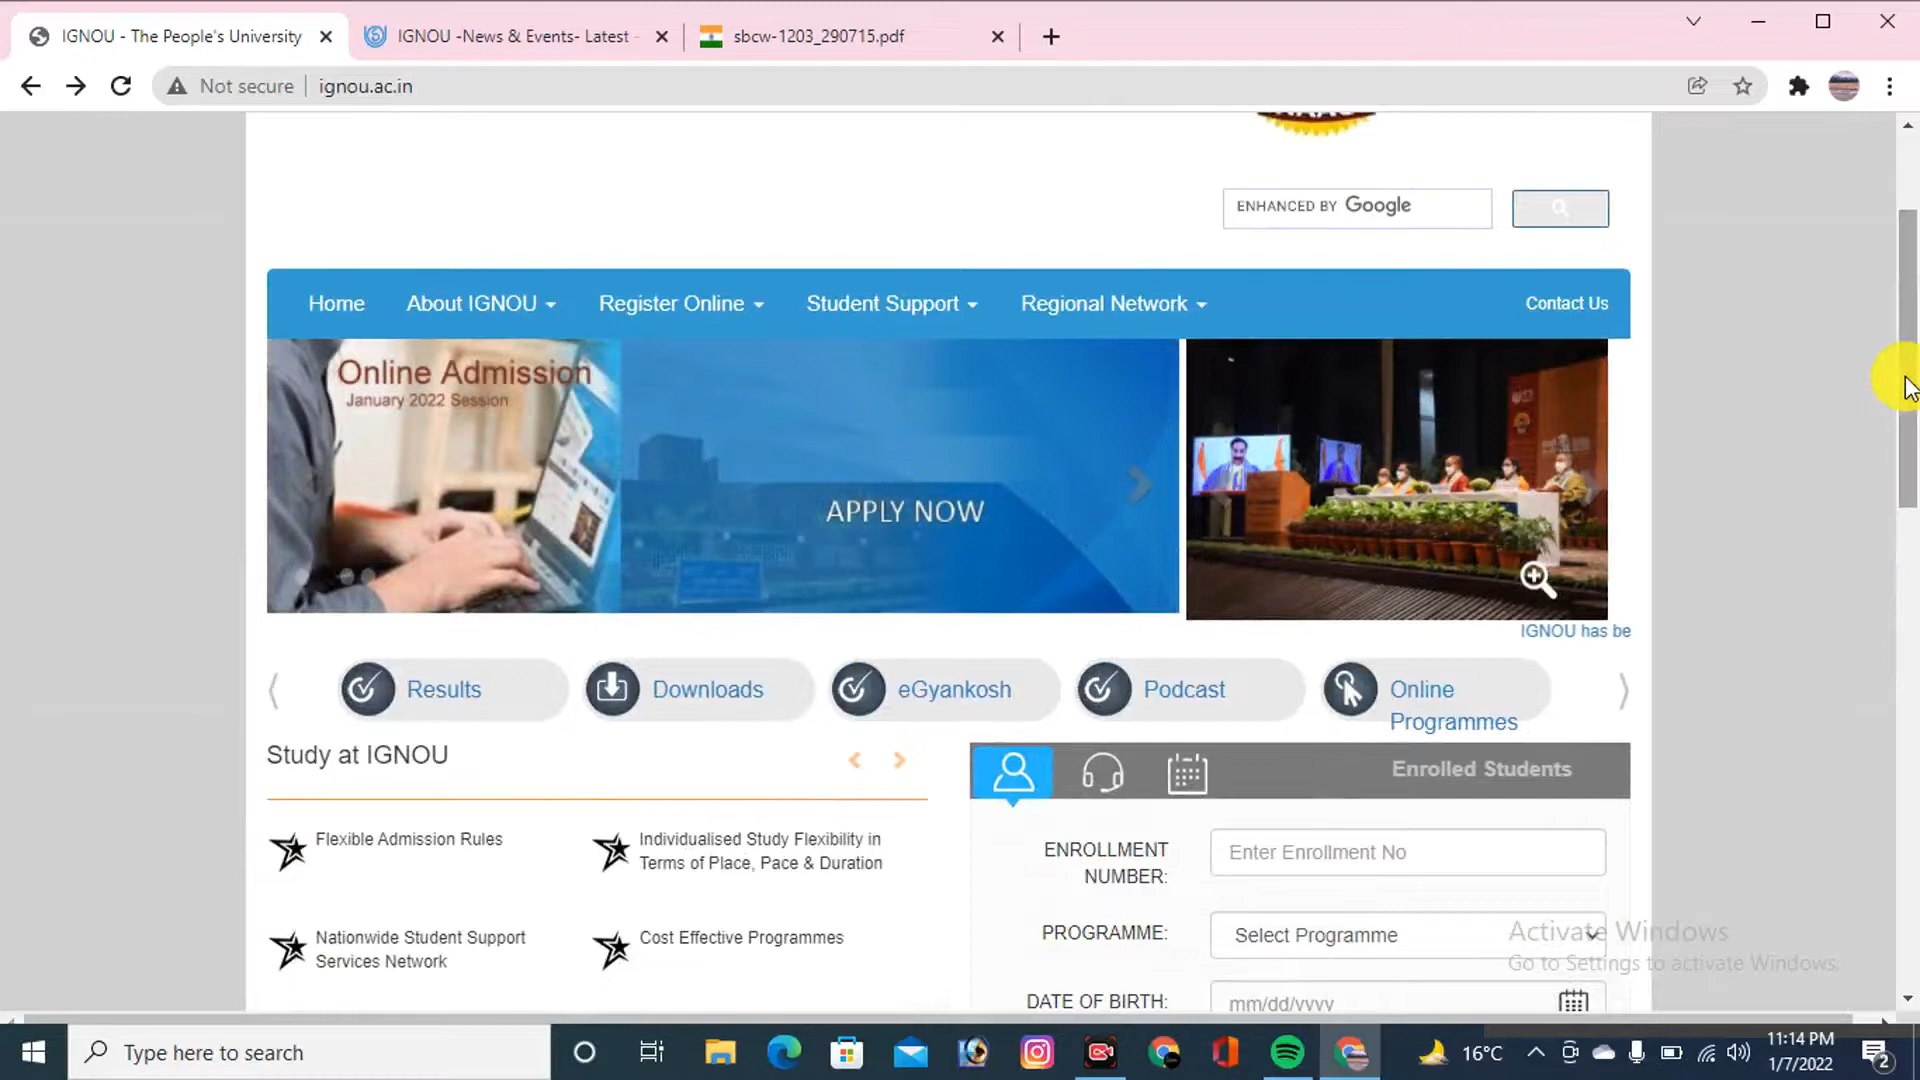 IGNOU - The People's University
IGNOU -News & Events- Latest -
sbcw-1203_290715.pdf
Not secure
ignou.ac.in
ENHANCED BY Google
Home
About IGNOU
Register Online
Student Support
Regional Network
Contact Us
Online Admission
January 2022 Session
APPLY NOW
IGNOU has be
Results
Downloads
eGyankosh
Podcast
Online
Programmes
Study at IGNOU
Enrolled Students
Flexible Admission Rules
Individualised Study Flexibility in
Terms of Place, Pace & Duration
Nationwide Student Support
Services Network
Cost Effective Programmes
ENROLLMENT
NUMBER:
Enter Enrollment No
PROGRAMME:
Select Programme
DATE OF BIRTH:
mm/dd/yyyy
Activate Windows
Go to Settings to activate Windows.
Type here to search
16°C
11:14 PM
1/7/2022
2